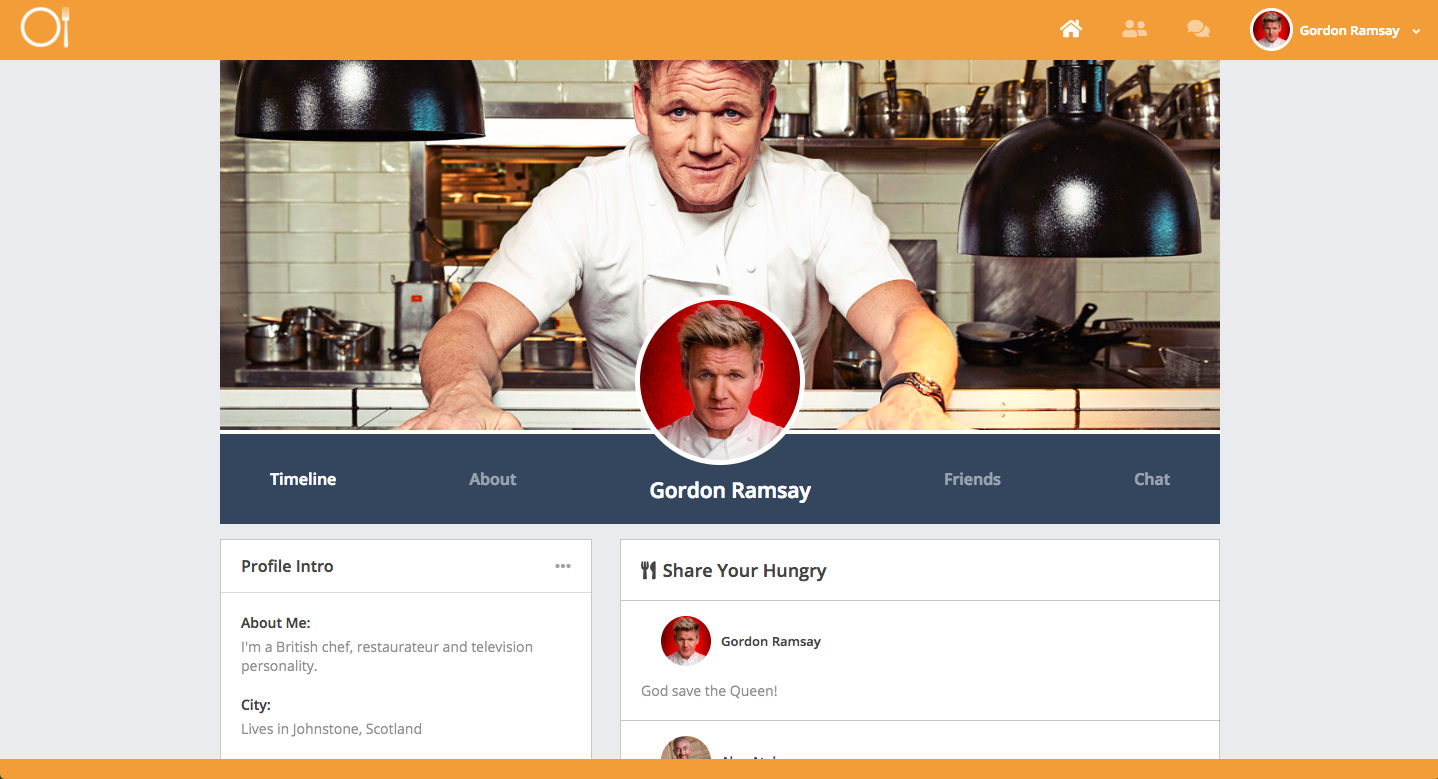 Gordon Ramsay
Timeline
About
Gordon Ramsay
Friends
Chat
Profile Intro
About Me:
I'm a British chef, restaurateur and television
personality.
City:
Lives in Johnstone, Scotland
Share Your Hungry
Gordon Ramsay
God save the Queen!